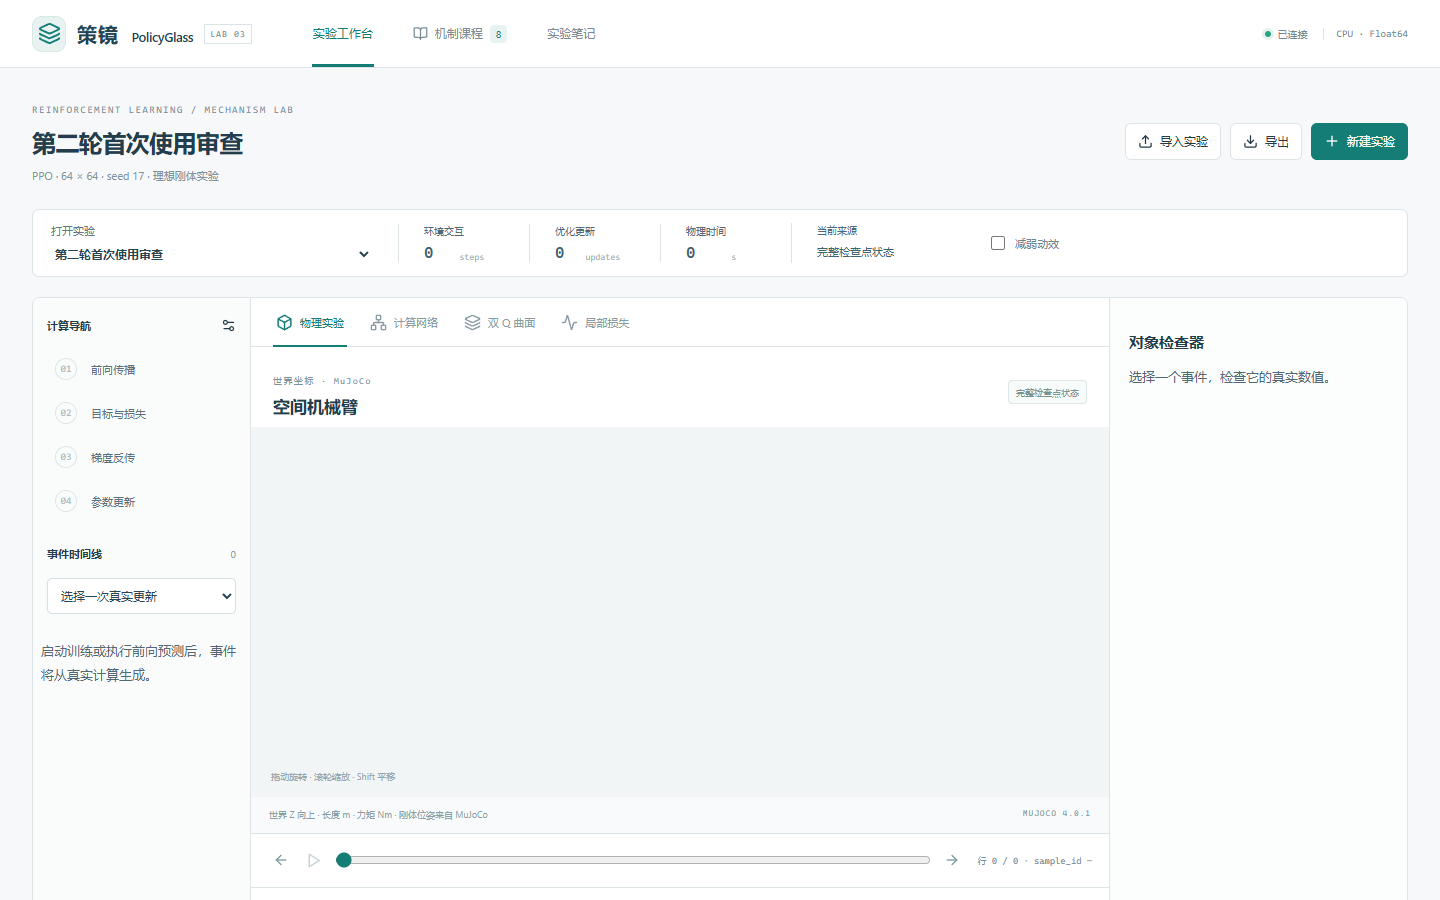 策镜 PolicyGlass LAB 03
实验工作台
机制课程 8
实验笔记
已连接
CPU · Float64
REINFORCEMENT LEARNING / MECHANISM LAB
第二轮首次使用审查
PPO · 64 × 64 · seed 17 · 理想刚体实验
导入实验
导出
新建实验
打开实验
第二轮首次使用审查
环境交互
0 steps
优化更新
0 updates
物理时间
0 s
当前来源
完整检查点状态
减弱动效
计算导航
01 前向传播
02 目标与损失
03 梯度反传
04 参数更新
事件时间线 0
选择一次真实更新
启动训练或执行前向预测后，事件
将从真实计算生成。
物理实验
计算网络
双 Q 曲面
局部损失
世界坐标 · MuJoCo
空间机械臂
完整检查点状态
拖动旋转 · 滚轮缩放 · Shift 平移
世界 Z 向上 · 长度 m · 力矩 Nm · 刚体位姿来自 MuJoCo
MUJOCO 4.0.1
行 0 / 0 · sample_id —
对象检查器
选择一个事件，检查它的真实数值。